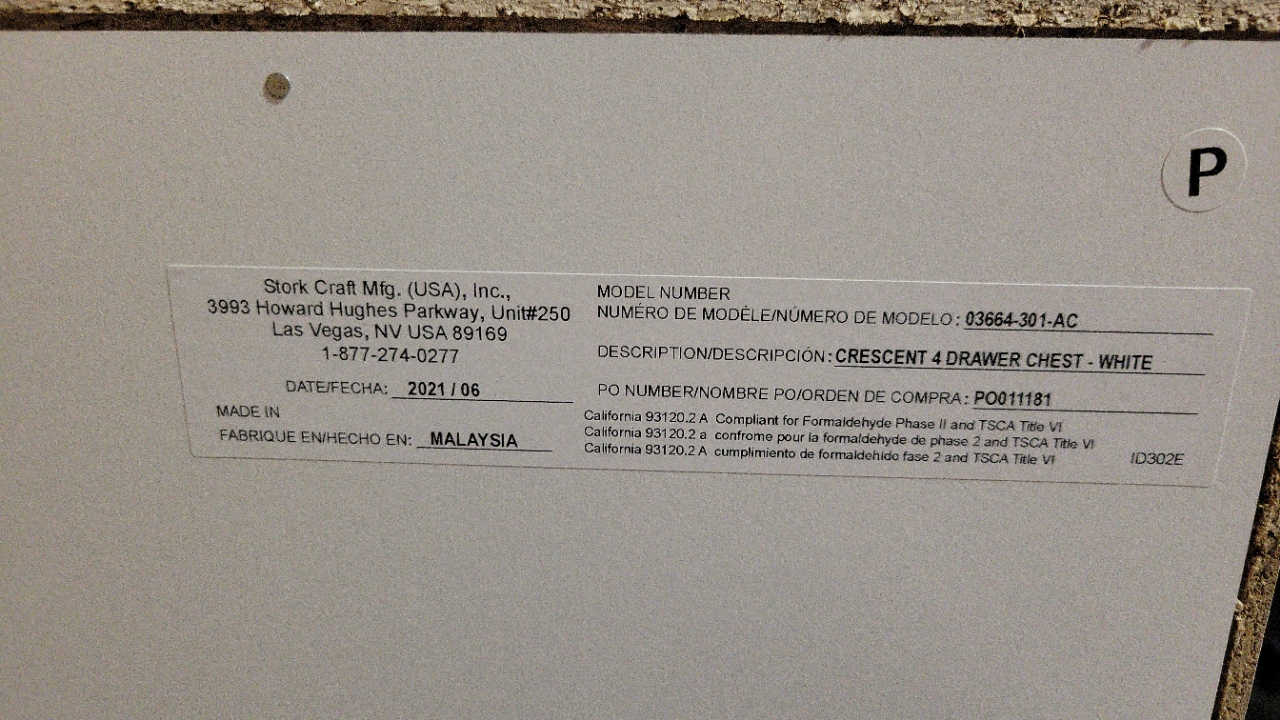 P
Stork Craft Mfg. (USA), Inc.,
3993 Howard Hughes Parkway, Unit#250
Las Vegas, NV USA 89169
1-877-274-0277
DATE/FECHA: 2021 / 06
MADE IN
FABRIQUE EN/HECHO EN: MALAYSIA
MODEL NUMBER
NUMÉRO DE MODÈLE/NÚMERO DE MODELO: 03664-301-AC
DESCRIPTION/DESCRIPCIÓN: CRESCENT 4 DRAWER CHEST - WHITE
PO NUMBER/NOMBRE PO/ORDEN DE COMPRA: PO011181
California 93120.2 A Compliant for Formaldehyde Phase II and TSCA Title VI
California 93120.2 a confrome pour la formaldehyde de phase 2 and TSCA Title VI
California 93120.2 A cumplimiento de formaldehido fase 2 and TSCA Title VI
ID302E